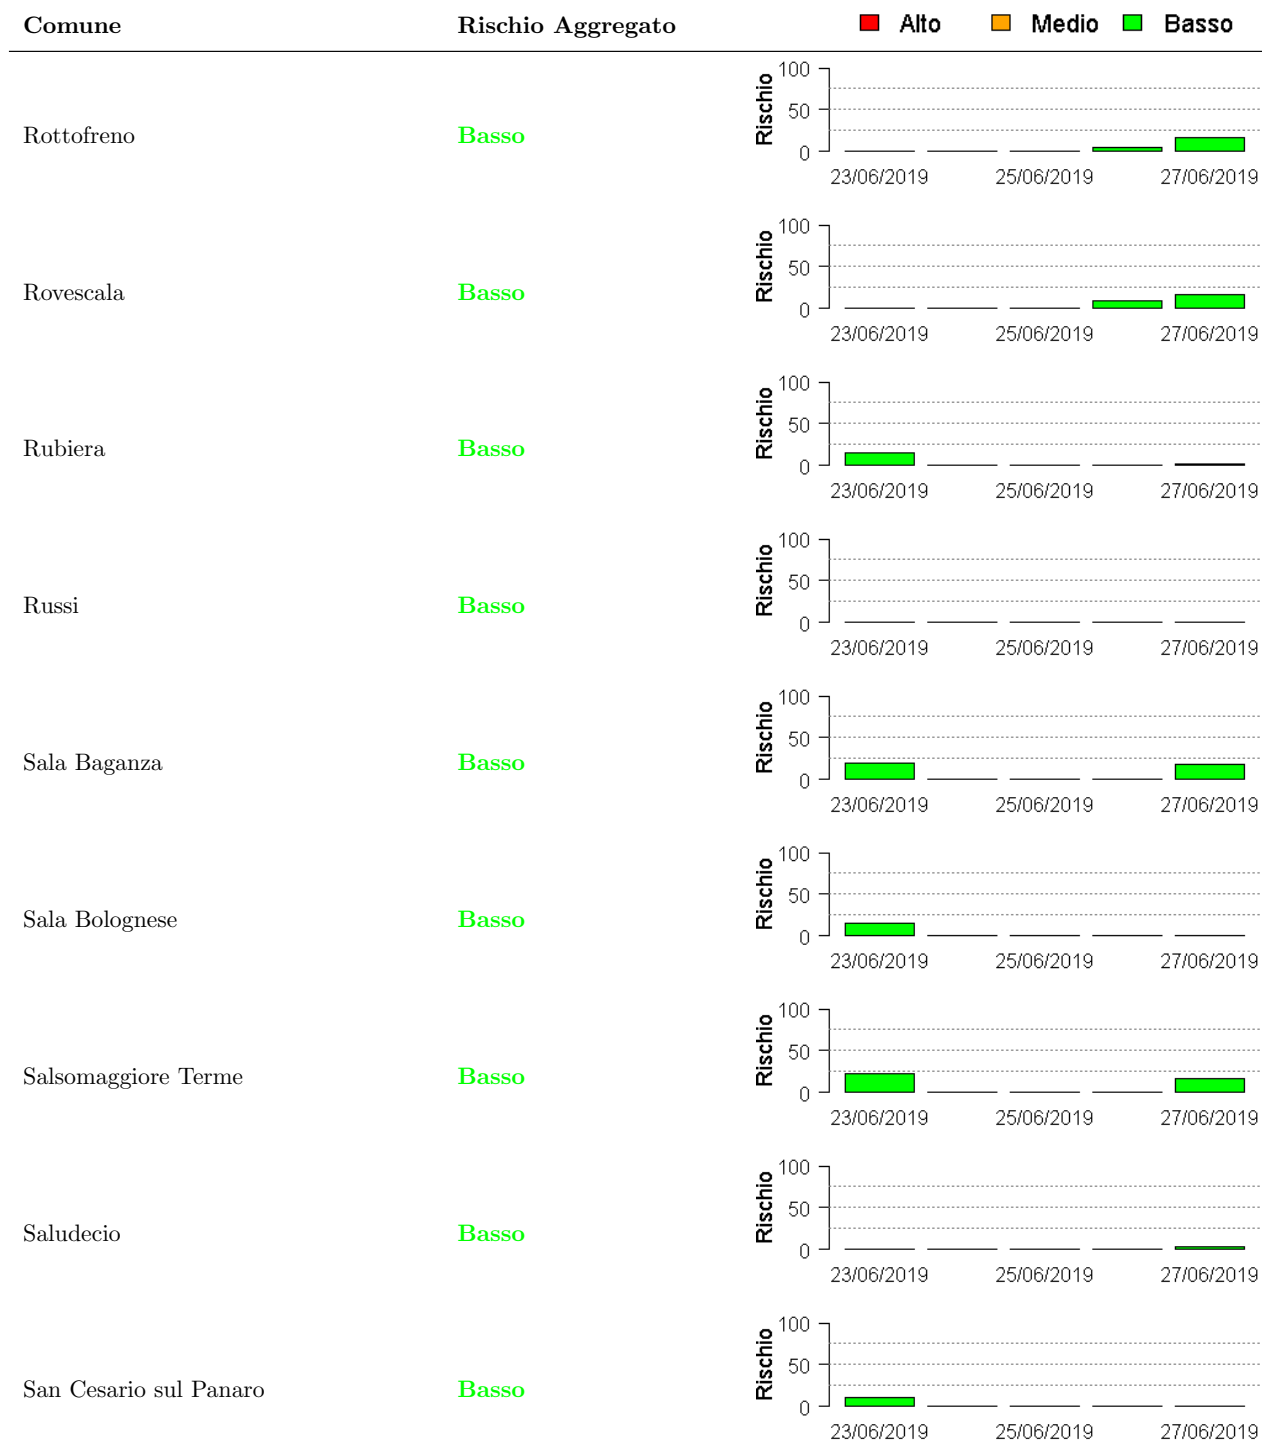 Comune Rischio Aggregato Alto Medio Basso
Rottofreno Basso Rischio 100 50 0
23/06/2019 25/06/2019 27/06/2019
Rovescala Basso Rischio 100 50 0
23/06/2019 25/06/2019 27/06/2019
Rubiera Basso Rischio 100 50 0
23/06/2019 25/06/2019 27/06/2019
Russi Basso Rischio 100 50 0
23/06/2019 25/06/2019 27/06/2019
Sala Baganza Basso Rischio 100 50 0
23/06/2019 25/06/2019 27/06/2019
Sala Bolognese Basso Rischio 100 50 0
23/06/2019 25/06/2019 27/06/2019
Salsomaggiore Terme Basso Rischio 100 50 0
23/06/2019 25/06/2019 27/06/2019
Saludecio Basso Rischio 100 50 0
23/06/2019 25/06/2019 27/06/2019
San Cesario sul Panaro Basso Rischio 100 50 0
23/06/2019 25/06/2019 27/06/2019